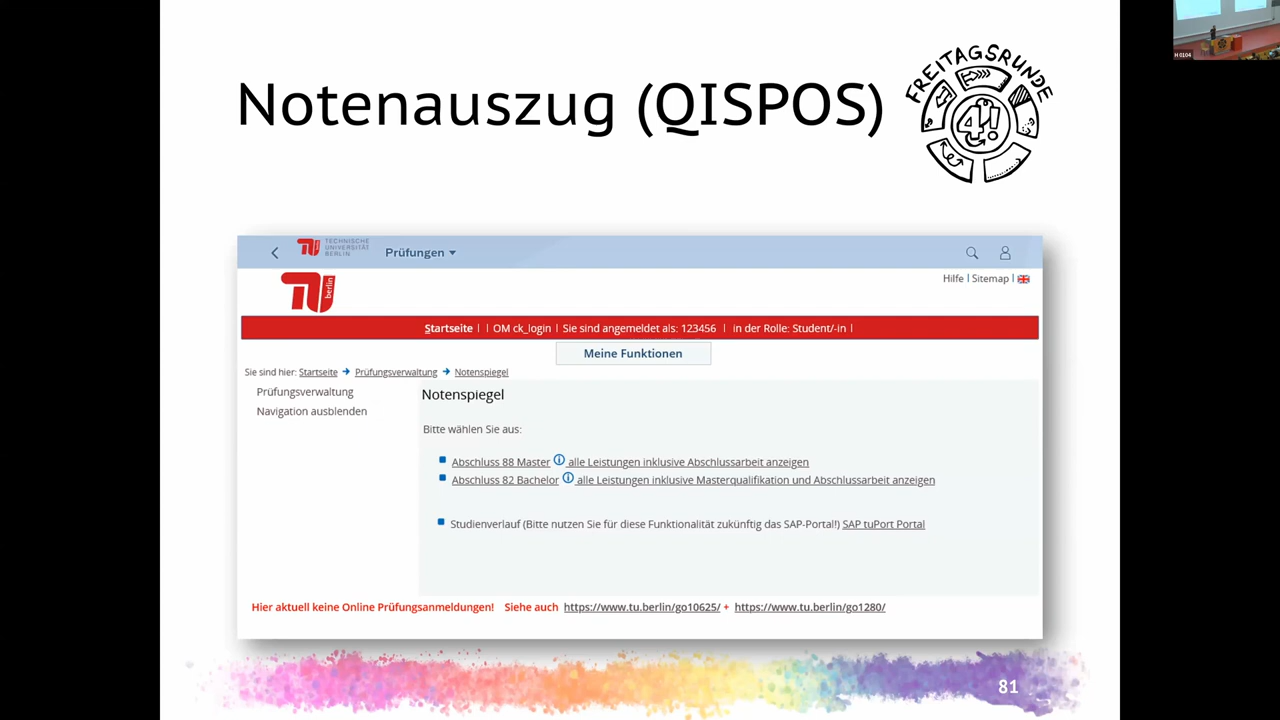 Notenauszug (QISPOS)
FREITAGSRUNDE
4!
H 0104
TECHNISCHE
UNIVERSITÄT
BERLIN
Prüfungen
berlin
Hilfe | Sitemap |
Startseite | | OM ck_login | Sie sind angemeldet als: 123456 | in der Rolle: Student/-in |
Meine Funktionen
Sie sind hier: Startseite → Prüfungsverwaltung → Notenspiegel
Prüfungsverwaltung
Navigation ausblenden
Notenspiegel
Bitte wählen Sie aus:
Abschluss 88 Master alle Leistungen inklusive Abschlussarbeit anzeigen
Abschluss 82 Bachelor alle Leistungen inklusive Masterqualifikation und Abschlussarbeit anzeigen
Studienverlauf (Bitte nutzen Sie für diese Funktionalität zukünftig das SAP-Portal!) SAP tuPort Portal
Hier aktuell keine Online Prüfungsanmeldungen! Siehe auch https://www.tu.berlin/go10625/ + https://www.tu.berlin/go1280/
81